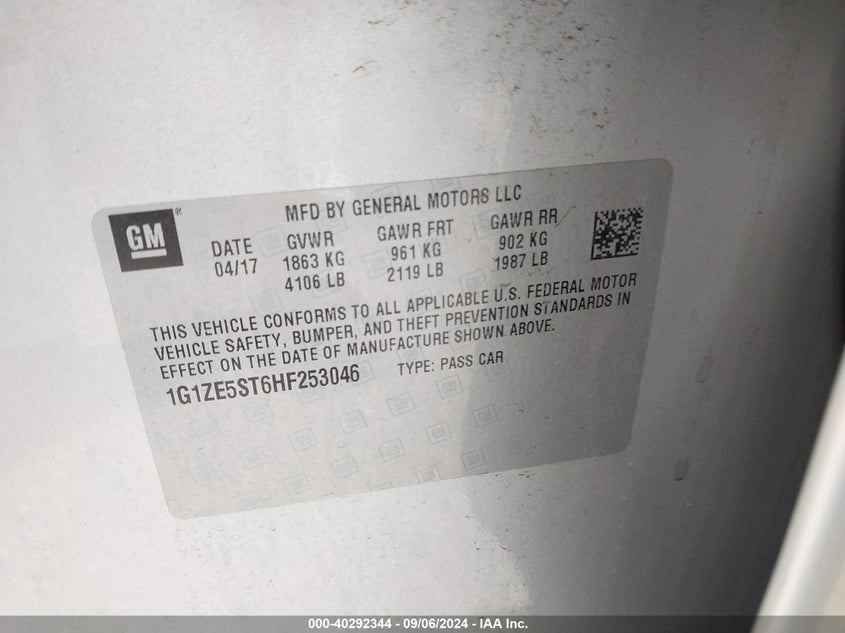 GM
®
MFD BY GENERAL MOTORS LLC
DATE GVWR GAWR FRT GAWR RR
04/17 1863 KG 961 KG 902 KG
4106 LB 2119 LB 1987 LB
THIS VEHICLE CONFORMS TO ALL APPLICABLE U.S. FEDERAL MOTOR
VEHICLE SAFETY, BUMPER, AND THEFT PREVENTION STANDARDS IN
EFFECT ON THE DATE OF MANUFACTURE SHOWN ABOVE.
1G1ZE5ST6HF253046 TYPE: PASS CAR
000-40292344 - 09/06/2024 - IAA Inc.